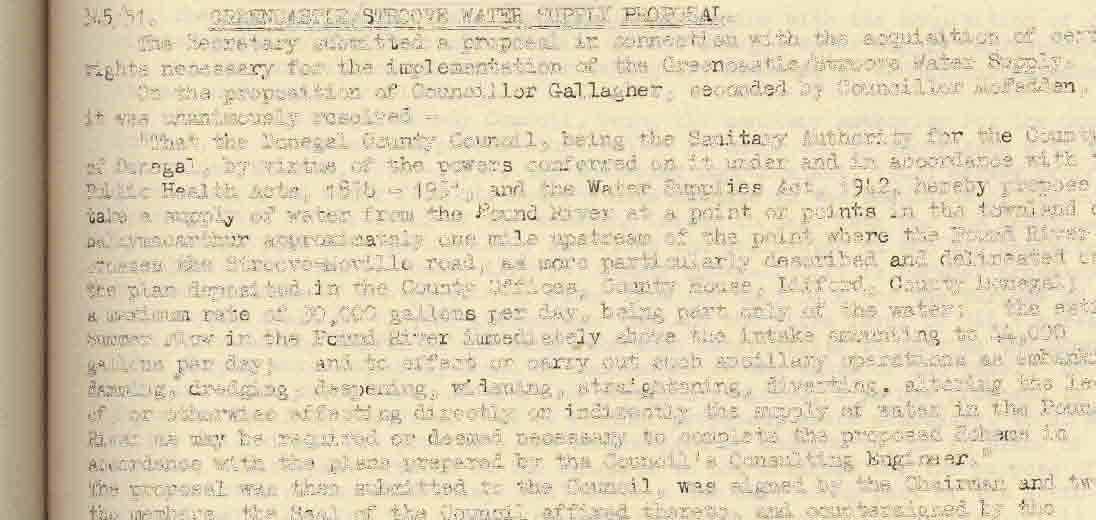 345/51. GREENCASTLE/STROOVE WATER SUPPLY PROPOSAL
The Secretary submitted a proposal in connection with the acquisition of cer
rights necessary for the implementation of the Greencastle/Stroove Water Supply.
On the proposition of Councillor Gallagher, seconded by Councillor McFadden,
it was unanimously resolved -
"That the Donegal County Council, being the Sanitary Authority for the County
of Donegal, by virtue of the powers conferred on it under and in accordance with
Public Health Acts, 1878 - 1931, and the Water Supplies Act, 1942, hereby propose
take a supply of water from the Pound River at a point or points in the townland
approximately one mile upstream of the point where the Pound River
crosses the Stroove-Moville road, as more particularly described and delineated
the plan deposited in the County Offices, County House, Lifford, County Donegal;
a maximum rate of 30,000 gallons per day, being part only of the water; the est
Summer Flow in the Pound River immediately above the intake amounting to 44,000
gallons per day; and to effect or carry out such ancillary operations as embank
damming, dredging, deepening, widening, straightening, diverting, altering the
of, or otherwise affecting directly or indirectly the supply of water in the Poun
River as may be required or deemed necessary to complete the proposed Scheme in
accordance with the plans prepared by the Council's Consulting Engineer."
The proposal was then submitted to the Council, was signed by the Chairman and tw
the members, the Seal of the Council affixed thereto, and countersigned by the